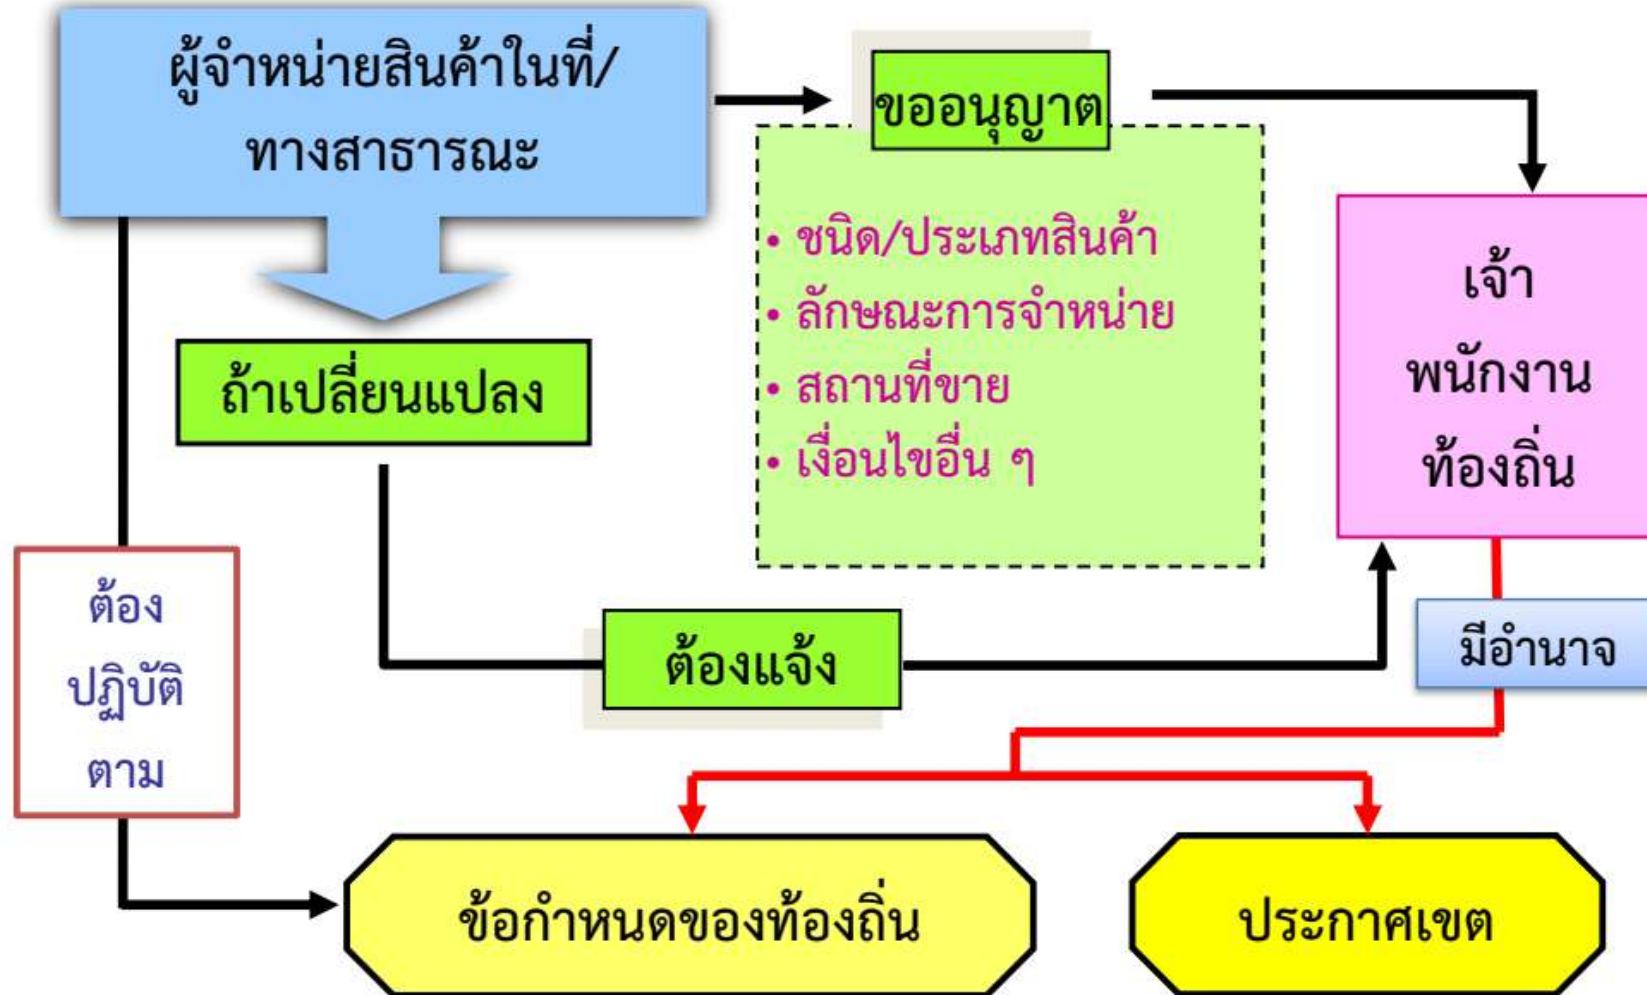 ผู้จำหน่ายสินค้าในที่/
ทางสาธารณะ
ขออนุญาต
• ชนิด/ประเภทสินค้า
• ลักษณะการจำหน่าย
• สถานที่ขาย
• เงื่อนไขอื่น ๆ
เจ้า
พนักงาน
ท้องถิ่น
ถ้าเปลี่ยนแปลง
ต้อง
ปฏิบัติ
ตาม
ต้องแจ้ง
มีอำนาจ
ข้อกำหนดของท้องถิ่น
ประกาศเขต